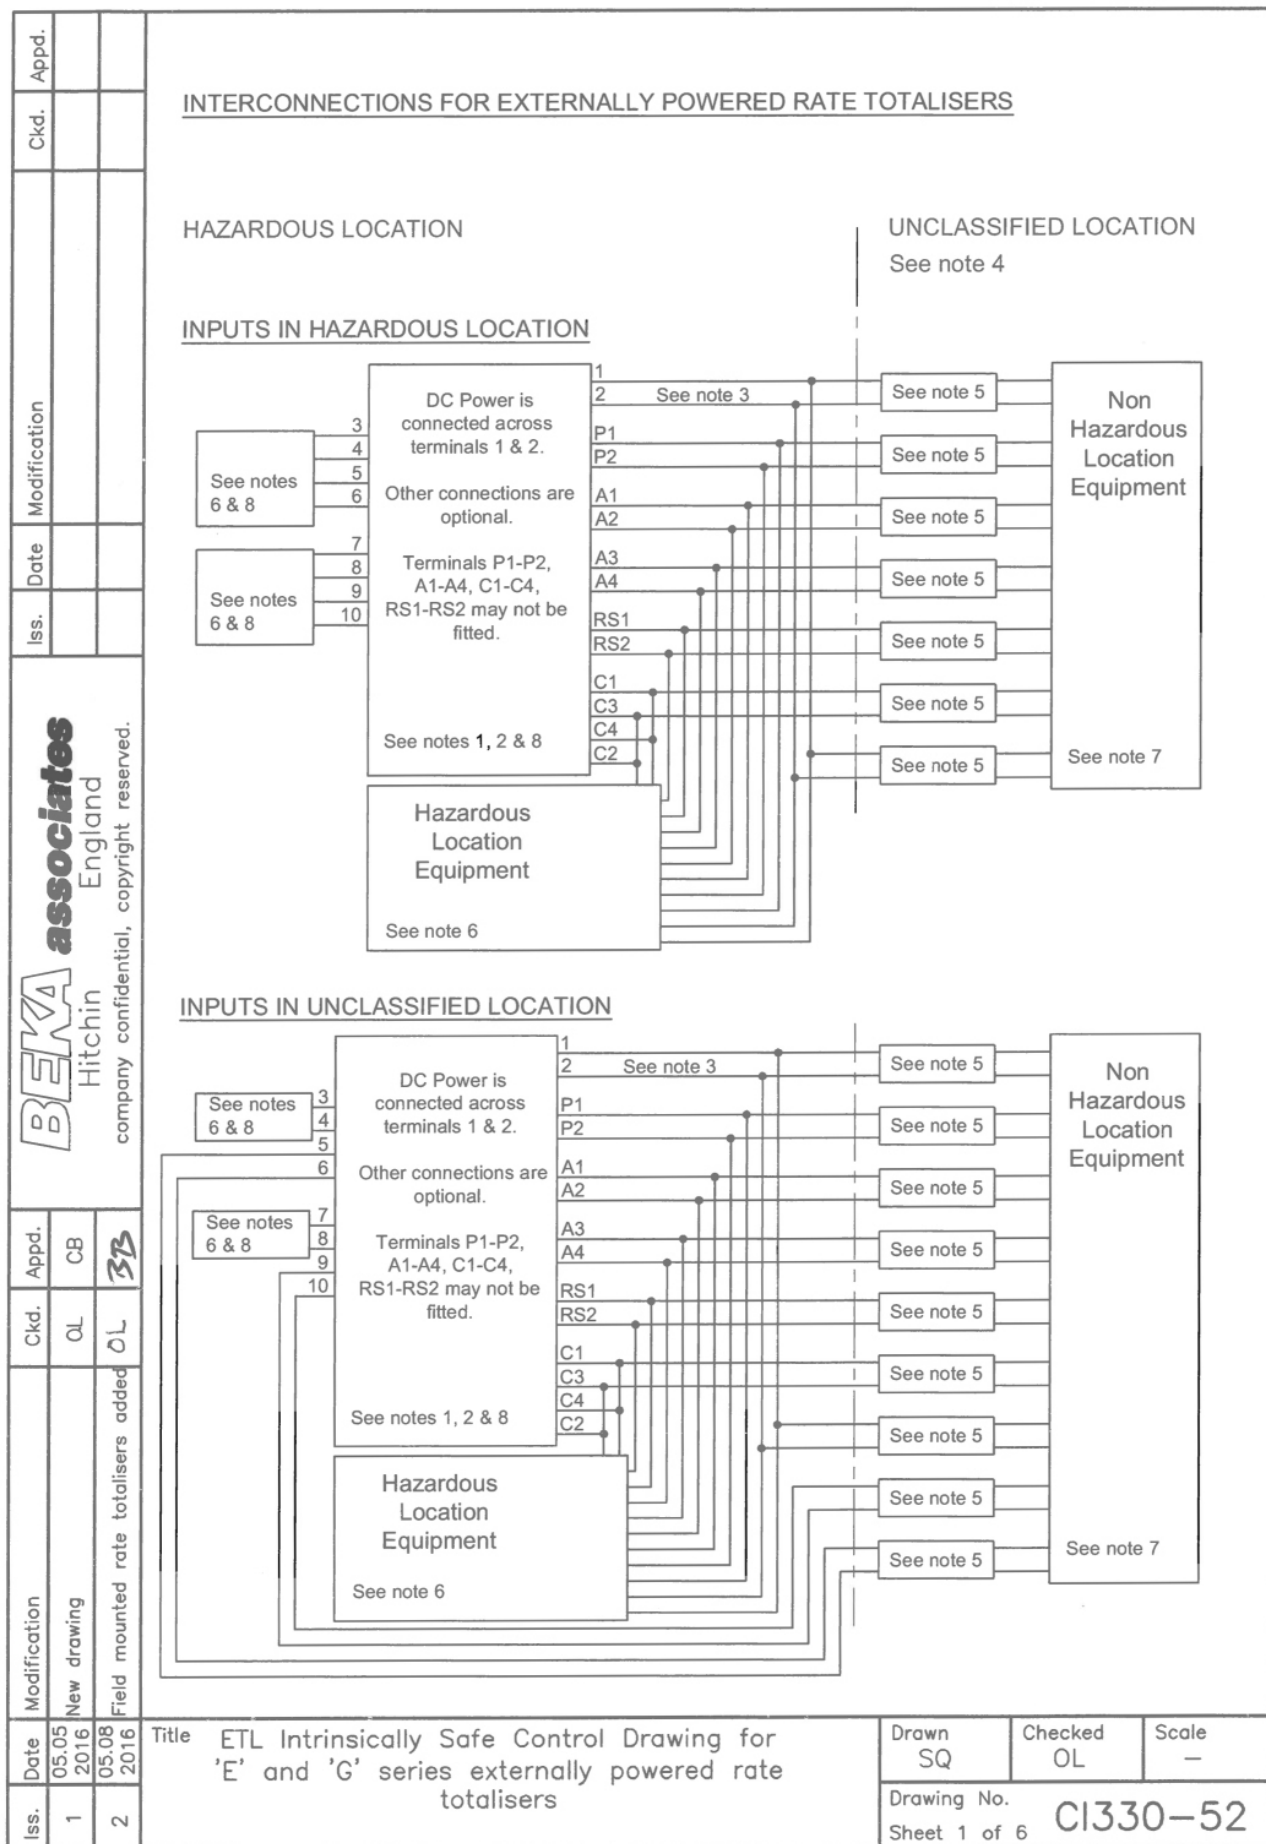 INTERCONNECTIONS FOR EXTERNALLY POWERED RATE TOTALISERS
HAZARDOUS LOCATION
UNCLASSIFIED LOCATION
See note 4
INPUTS IN HAZARDOUS LOCATION
DC Power is
connected across
terminals 1 & 2.
Other connections are
optional.
Terminals P1-P2,
A1-A4, C1-C4,
RS1-RS2 may not be
fitted.
See notes 1, 2 & 8
See notes
6 & 8
3
4
5
6
See notes
6 & 8
7
8
9
10
1
2
See note 3
P1
P2
A1
A2
A3
A4
RS1
RS2
C1
C3
C4
C2
See note 5
See note 5
See note 5
See note 5
See note 5
See note 5
See note 5
Non
Hazardous
Location
Equipment
See note 7
Hazardous
Location
Equipment
See note 6
INPUTS IN UNCLASSIFIED LOCATION
DC Power is
connected across
terminals 1 & 2.
Other connections are
optional.
Terminals P1-P2,
A1-A4, C1-C4,
RS1-RS2 may not be
fitted.
See notes 1, 2 & 8
See notes
6 & 8
3
4
5
6
See notes
6 & 8
7
8
9
10
1
2
See note 3
P1
P2
A1
A2
A3
A4
RS1
RS2
C1
C3
C4
C2
See note 5
See note 5
See note 5
See note 5
See note 5
See note 5
See note 5
See note 5
See note 5
Non
Hazardous
Location
Equipment
See note 7
Hazardous
Location
Equipment
See note 6
Iss. Date Modification Ckd. Appd.
BEKA associates
Hitchin England
company confidential, copyright reserved.
Iss. Date Modification Ckd. Appd.
1 05.05 2016 New drawing OL CB
2 05.08 2016 Field mounted rate totalisers added OL
Title ETL Intrinsically Safe Control Drawing for
'E' and 'G' series externally powered rate
totalisers
Drawn
SQ
Checked
OL
Scale
–
Drawing No.
CI330–52
Sheet 1 of 6